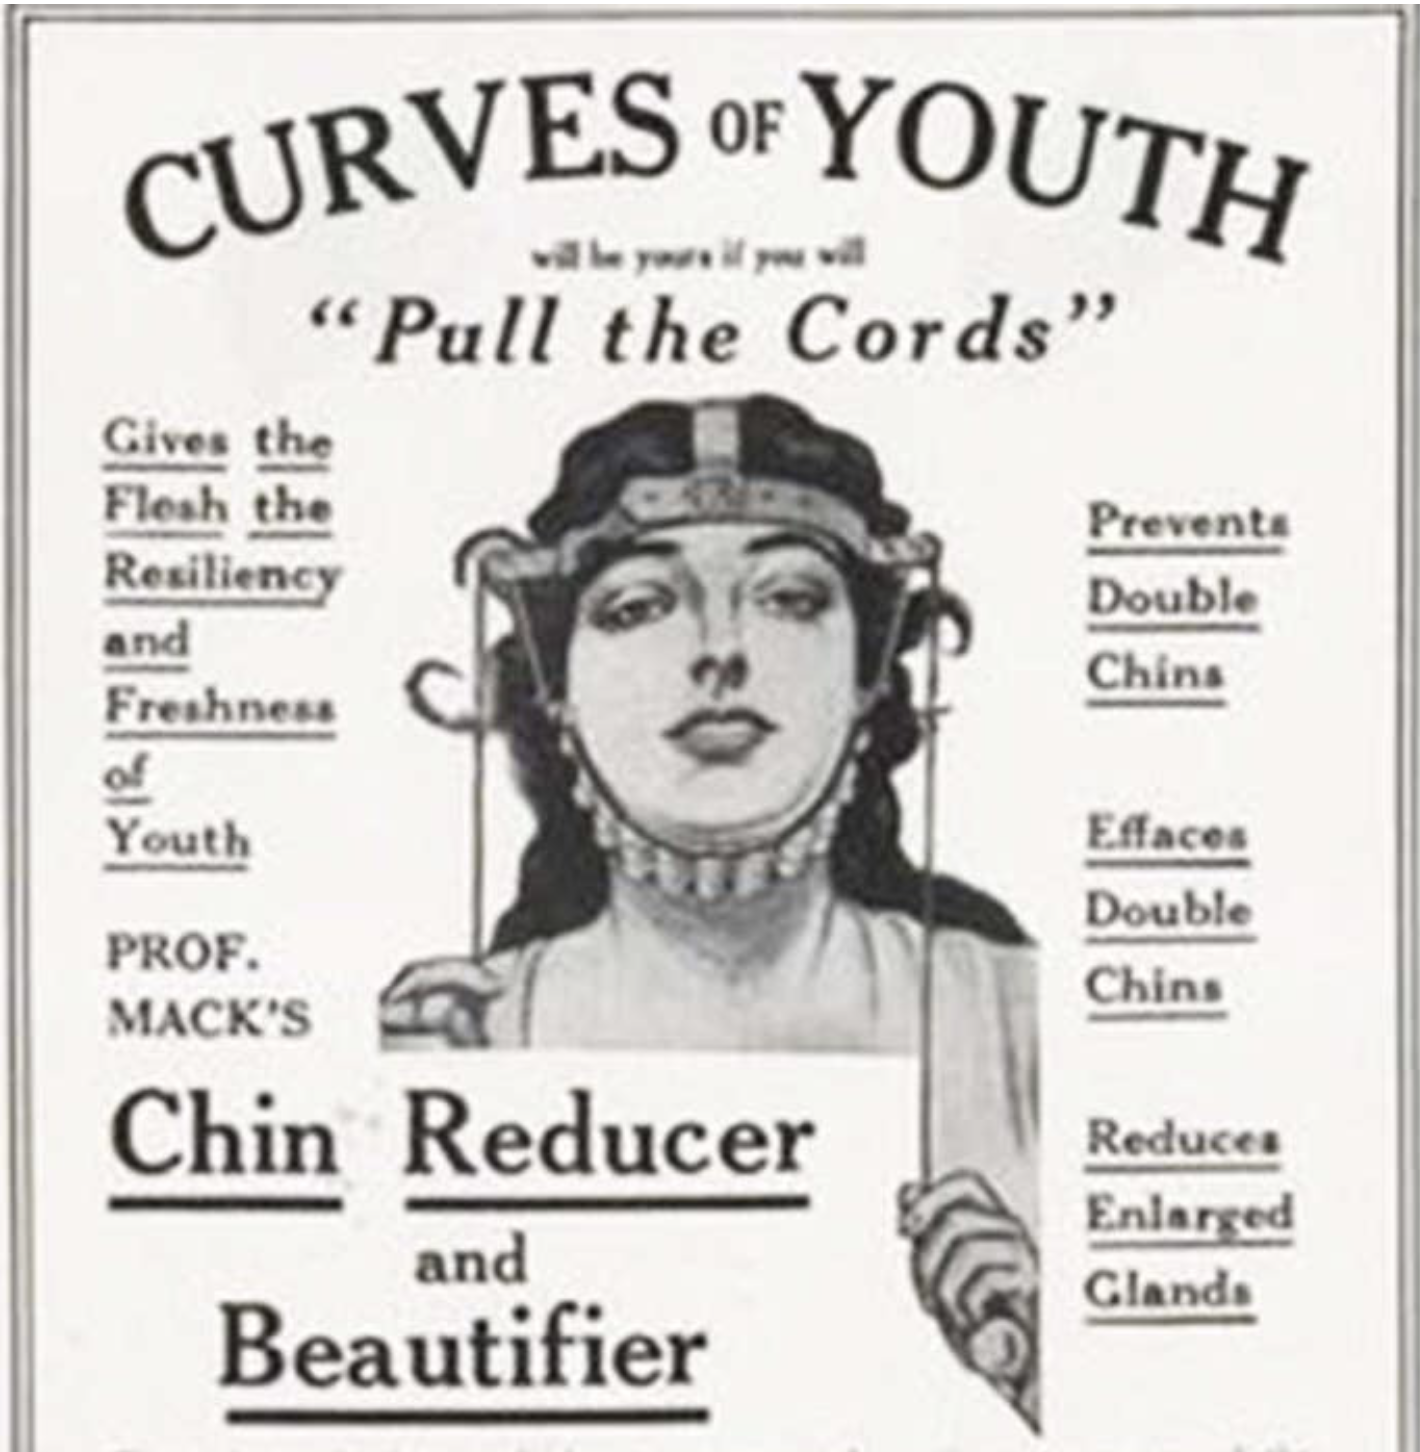 CURVES OF YOUTH
will be yours if you will
"Pull the Cords"
Gives the
Flesh the
Resiliency
and
Freshness
of
Youth
PROF.
MACK'S
Chin Reducer
and
Beautifier
Prevents
Double
Chins
Effaces
Double
Chins
Reduces
Enlarged
Glands